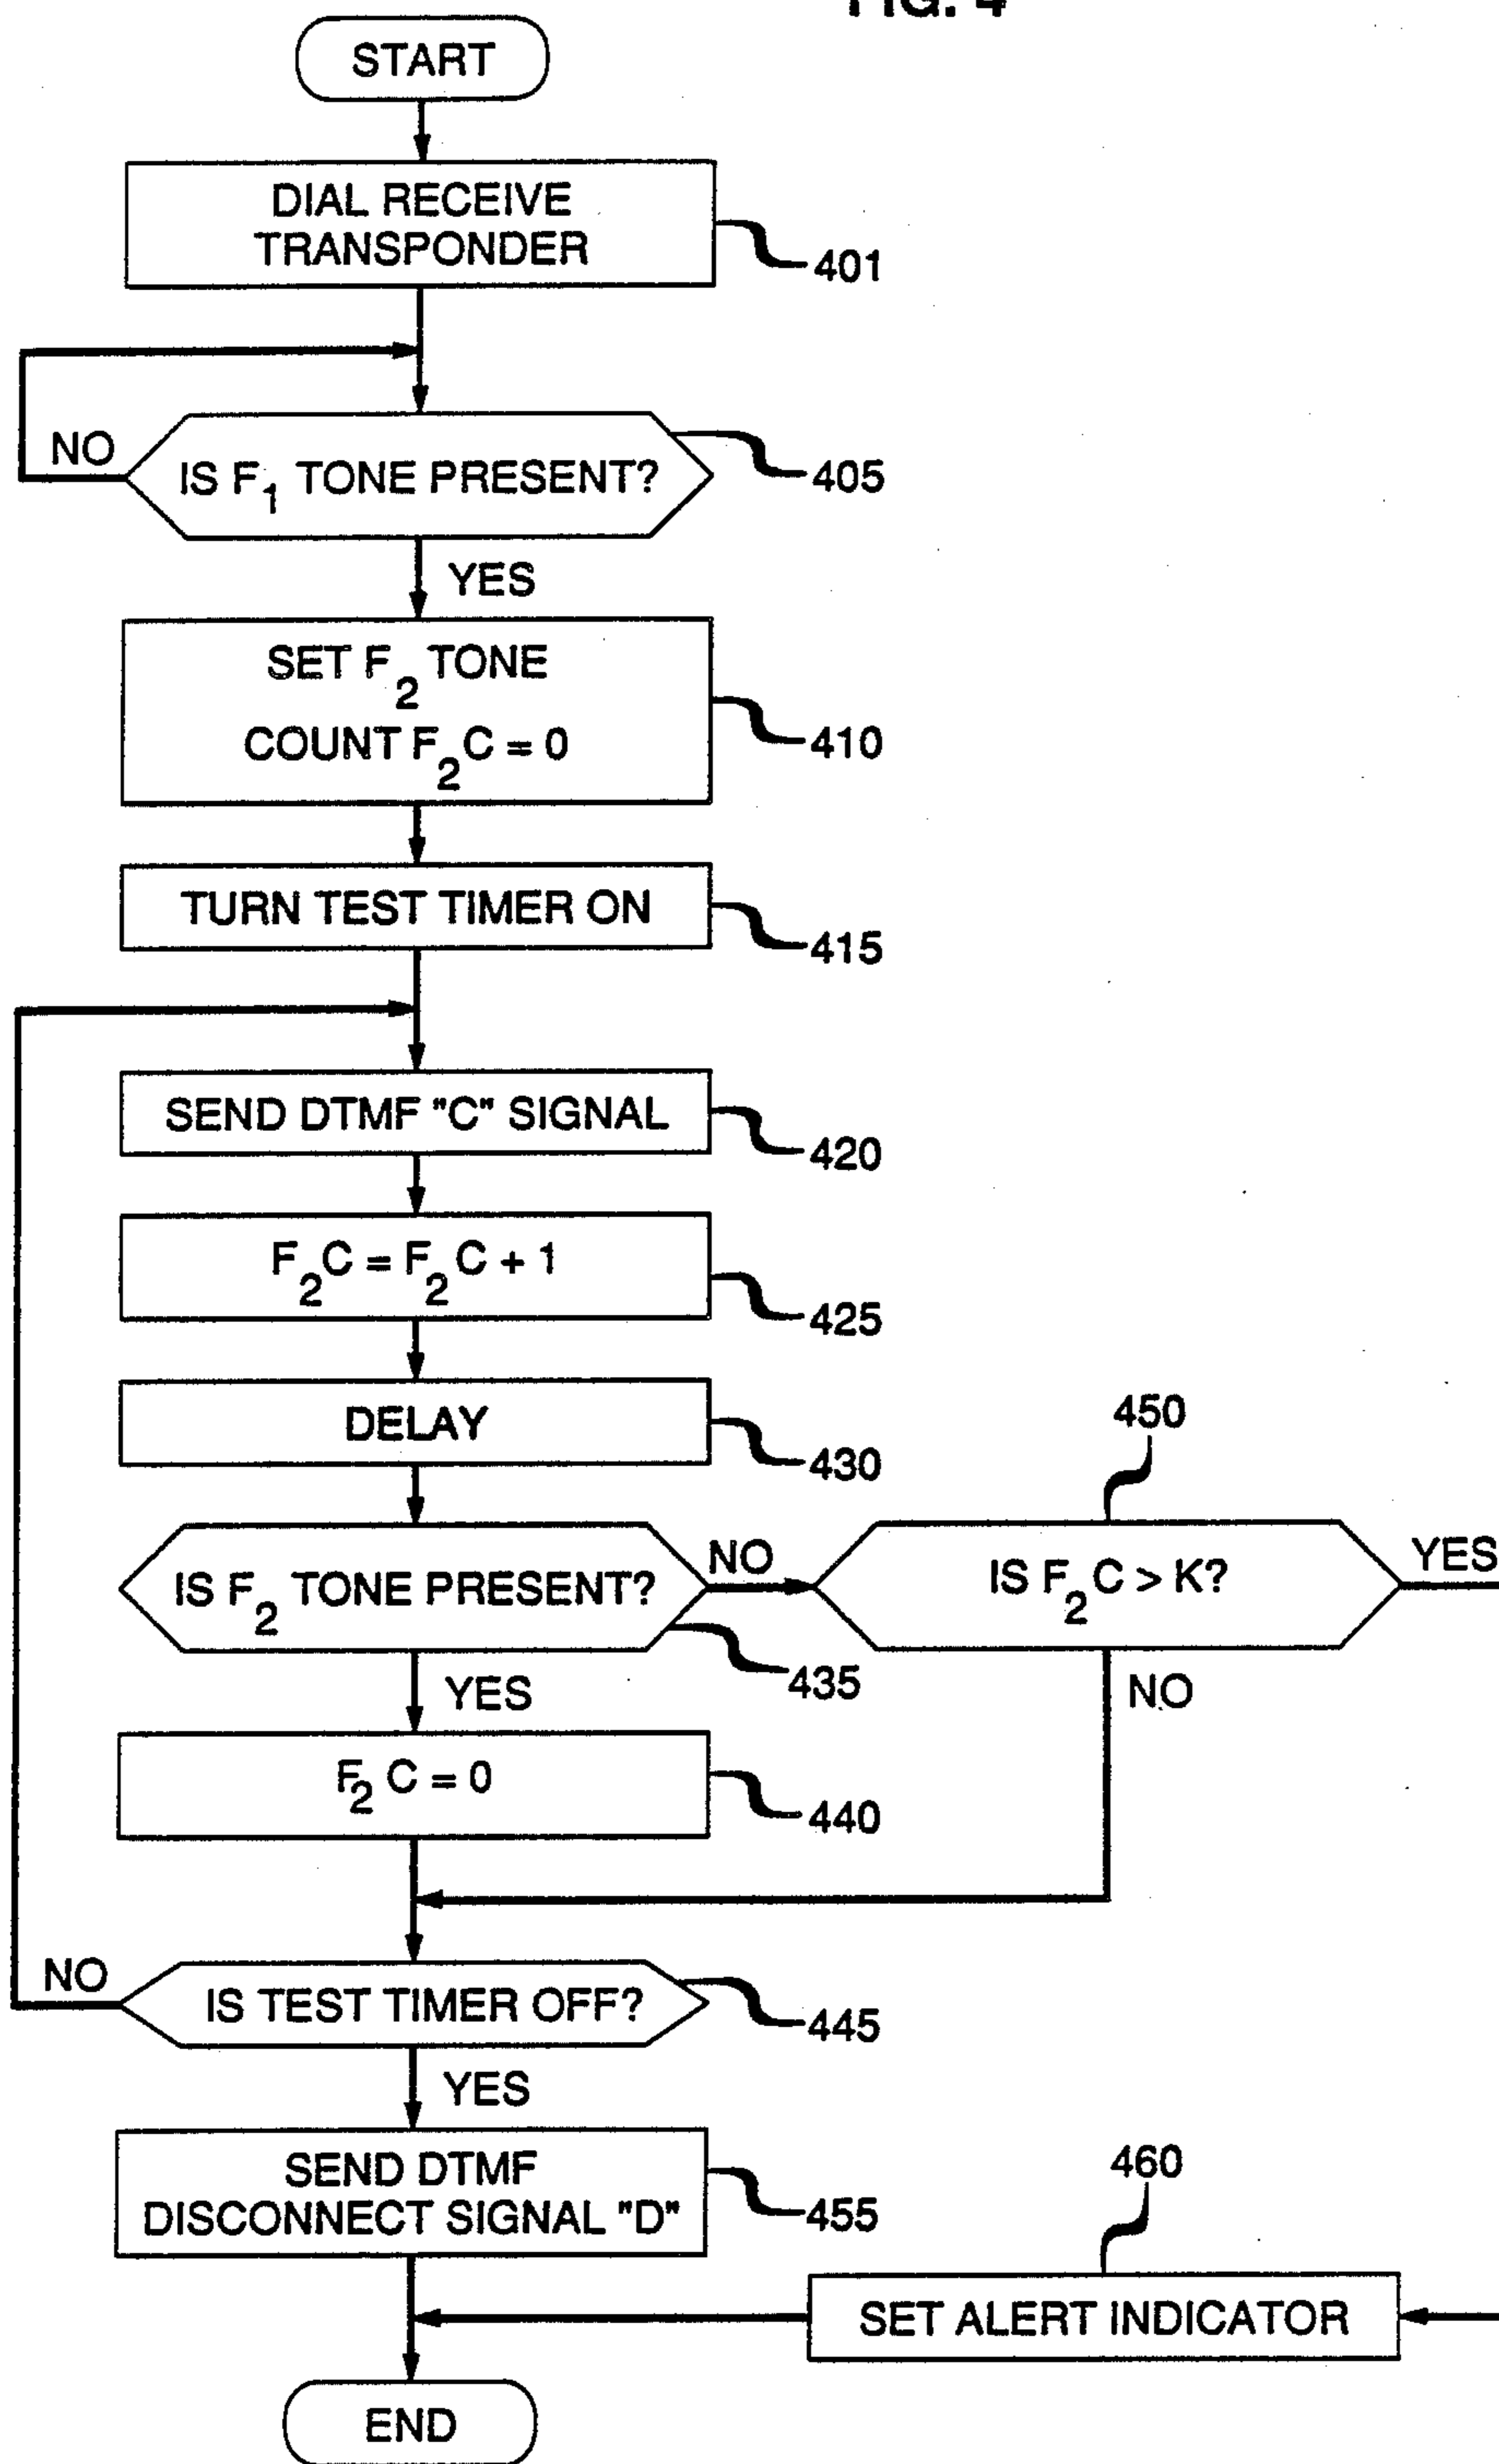 FIG. 4
START
DIAL RECEIVE
TRANSPONDER
401
NO
IS F1 TONE PRESENT?
405
YES
SET F2 TONE
COUNT F2C = 0
410
TURN TEST TIMER ON
415
SEND DTMF "C" SIGNAL
420
F2C = F2C + 1
425
DELAY
430
450
IS F2 TONE PRESENT?
NO
IS F2C > K?
YES
435
YES
NO
F2 C = 0
440
NO
IS TEST TIMER OFF?
445
YES
SEND DTMF
DISCONNECT SIGNAL "D"
455
460
SET ALERT INDICATOR
END